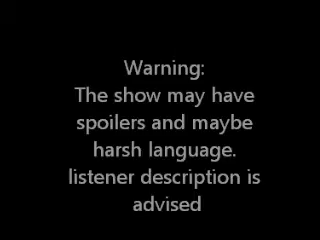 Warning:
The show may have
spoilers and maybe
harsh language.
listener description is
advised